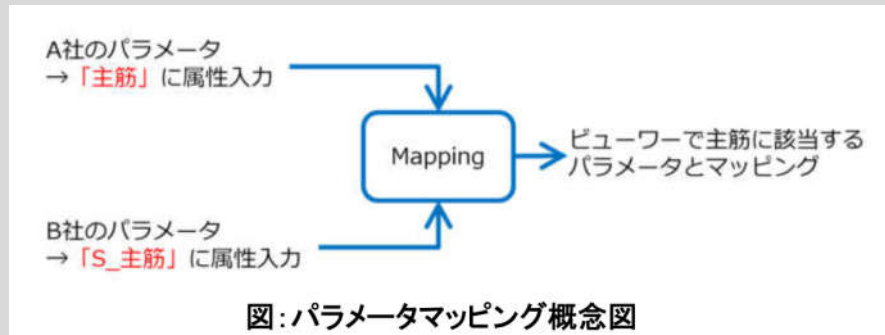 A社のパラメータ
→「主筋」に属性入力
Mapping
ビューワーで主筋に該当する
パラメータとマッピング
B社のパラメータ
→「S_主筋」に属性入力
図:パラメータマッピング概念図